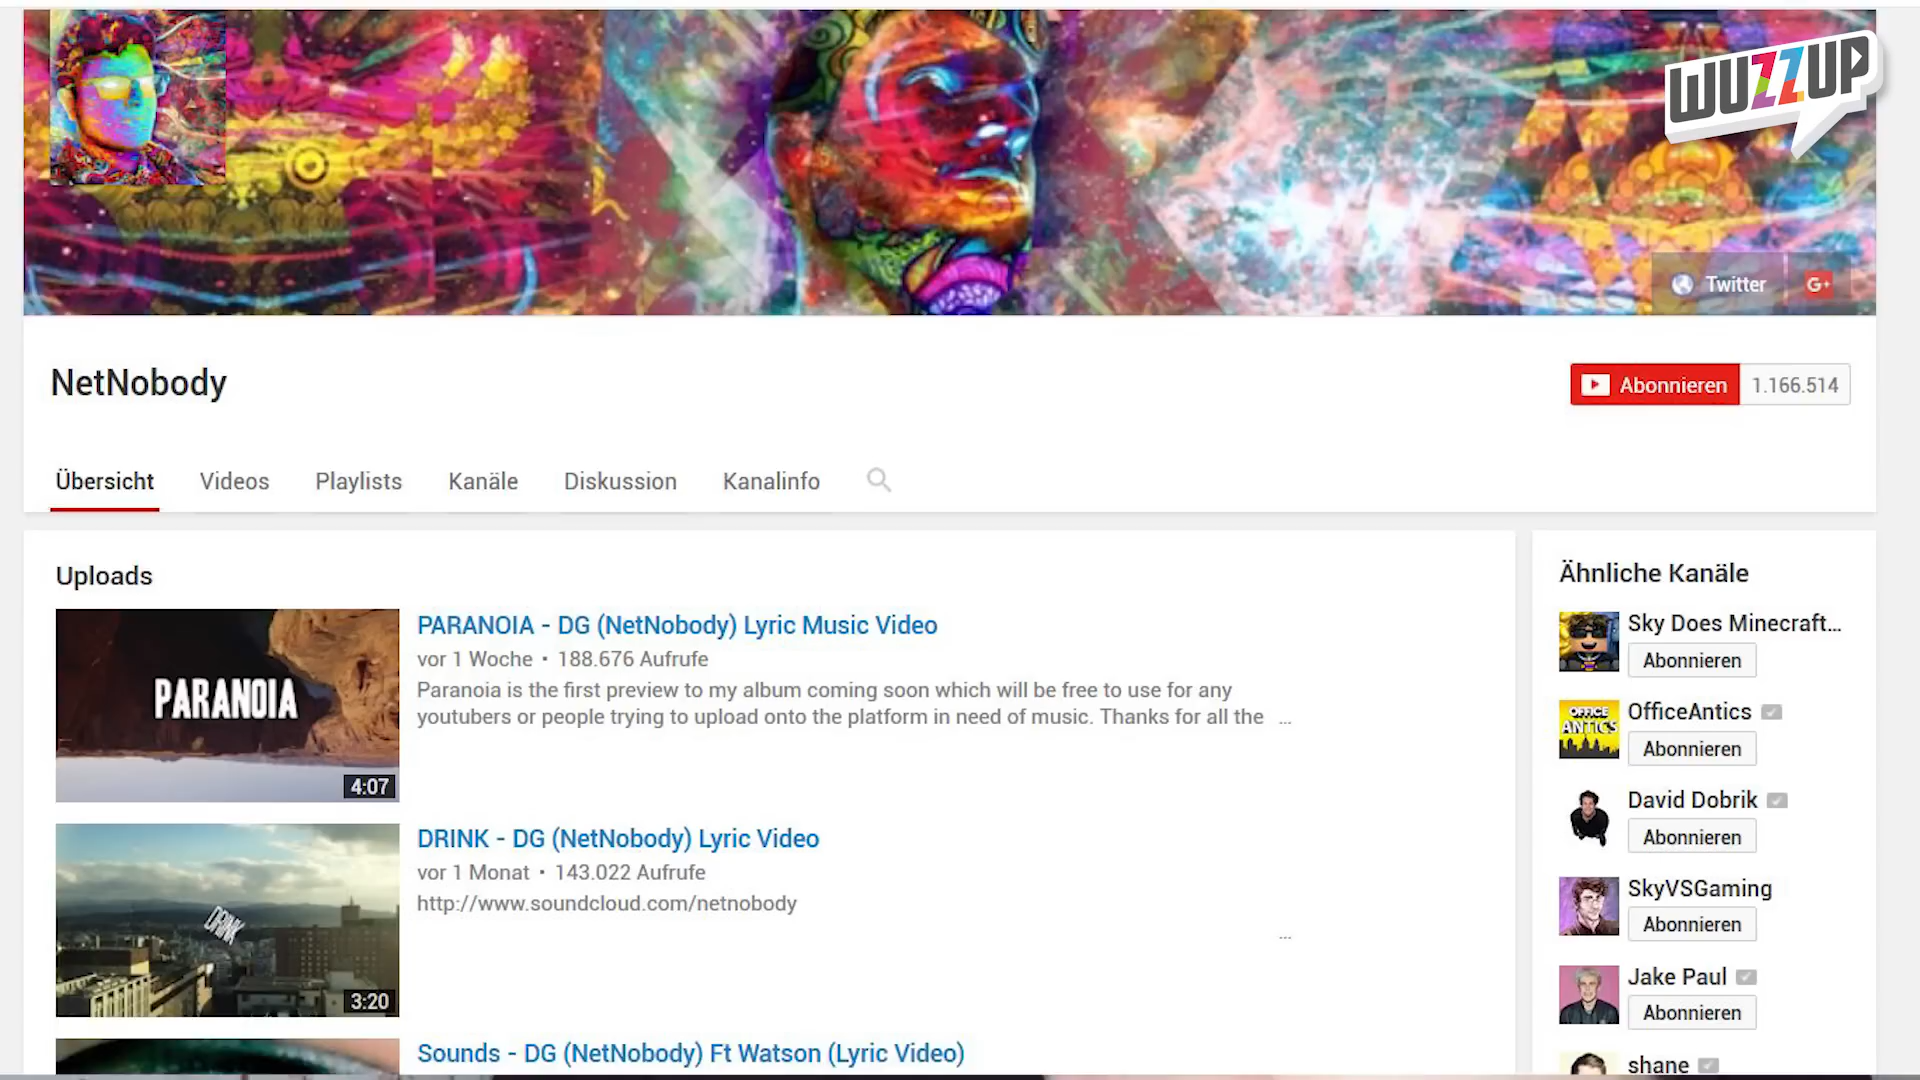 WUZZUP
Twitter
G+
NetNobody
Abonnieren 1.166.514
Übersicht Videos Playlists Kanäle Diskussion Kanalinfo
Uploads
PARANOIA
4:07
PARANOIA - DG (NetNobody) Lyric Music Video
vor 1 Woche • 188.676 Aufrufe
Paranoia is the first preview to my album coming soon which will be free to use for any
youtubers or people trying to upload onto the platform in need of music. Thanks for all the ...
DRINK
3:20
DRINK - DG (NetNobody) Lyric Video
vor 1 Monat • 143.022 Aufrufe
http://www.soundcloud.com/netnobody
...
Sounds - DG (NetNobody) Ft Watson (Lyric Video)
Ähnliche Kanäle
Sky Does Minecraft...
Abonnieren
OFFICE
ANTICS
OfficeAntics
Abonnieren
David Dobrik
Abonnieren
SkyVSGaming
Abonnieren
Jake Paul
Abonnieren
shane